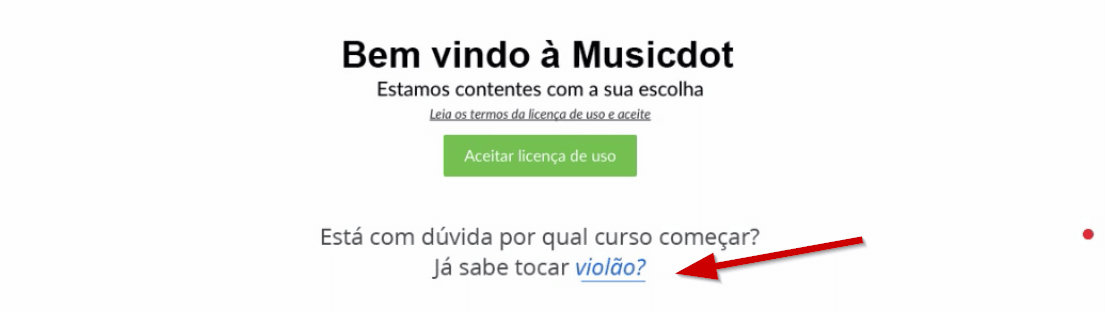 Bem vindo à Musicdot
Estamos contentes com a sua escolha
Leia os termos da licença de uso e aceite
Aceitar licença de uso
Está com dúvida por qual curso começar?
Já sabe tocar violão?